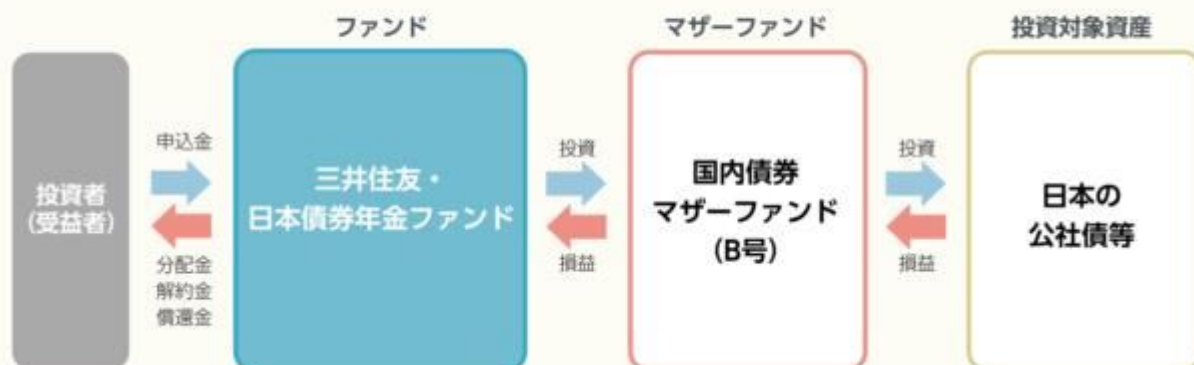 ファンド
マザーファンド
投資対象資産
投資者
(受益者)
申込金
分配金
解約金
償還金
三井住友・
日本債券年金ファンド
投資
損益
国内債券
マザーファンド
(B号)
投資
損益
日本の
公社債等